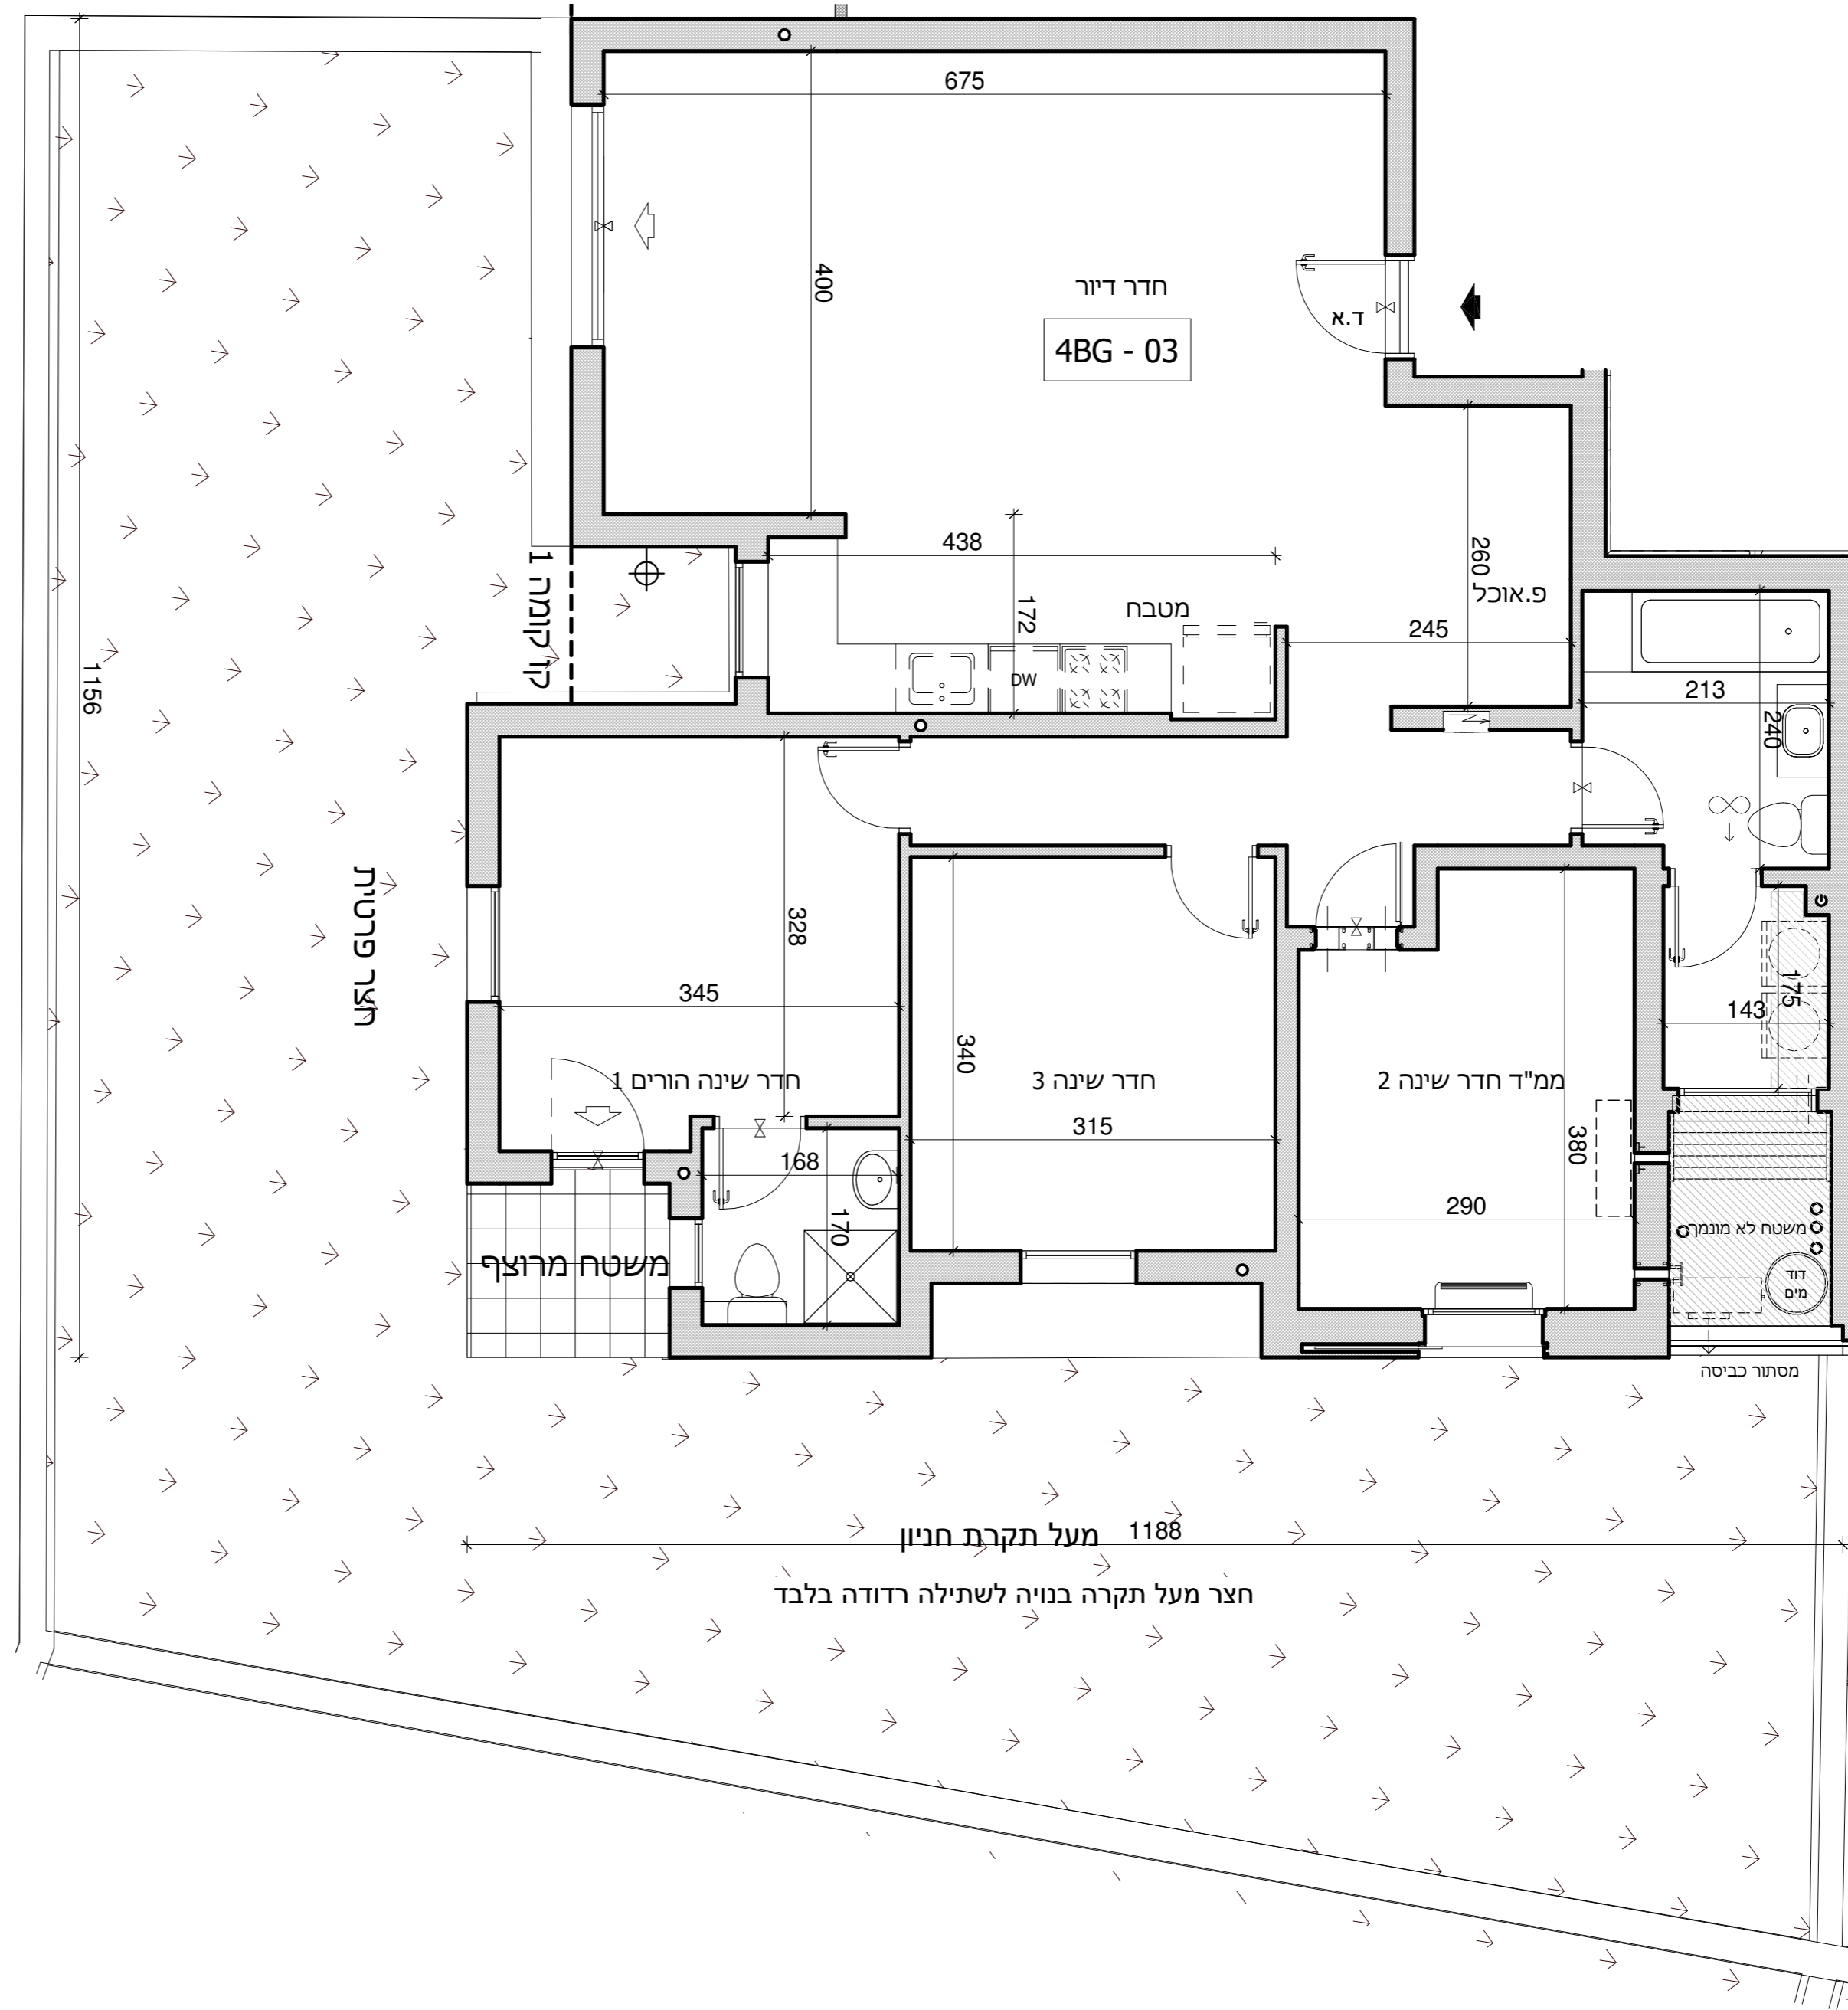 675
400
חדר דיור
4BG - 03
ד.א
438
172
מטבח
DW
260
פ.אוכל
245
213
240
קו קומה 1
1156
חצר פרטית
328
345
חדר שינה הורים 1
340
חדר שינה 3
315
ממ"ד חדר שינה 2
380
290
175
143
168
170
משטח מרוצף
משטח לא מונמך
דוד
מים
מסתור כביסה
מעל תקרת חניון
1188
חצר מעל תקרה בנויה לשתילה רדודה בלבד